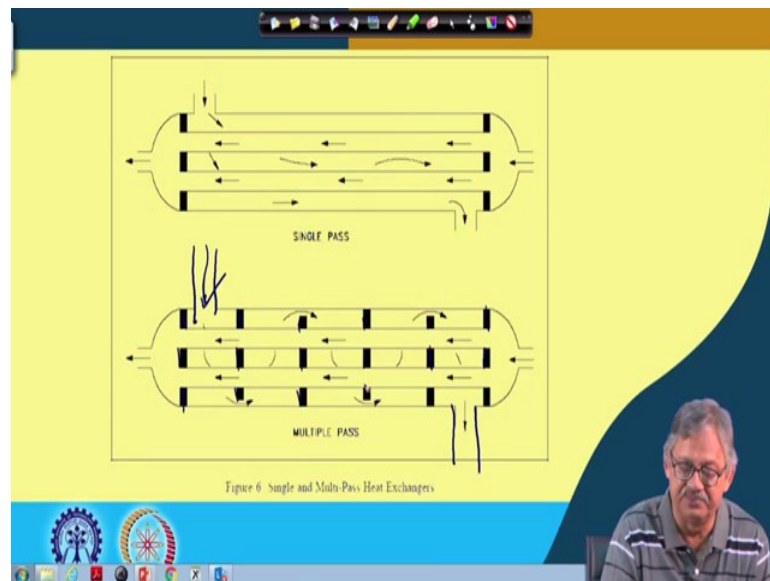 SINGLE PASS
MULTIPLE PASS
Figure 6 Single and Multi-Pass Heat Exchangers